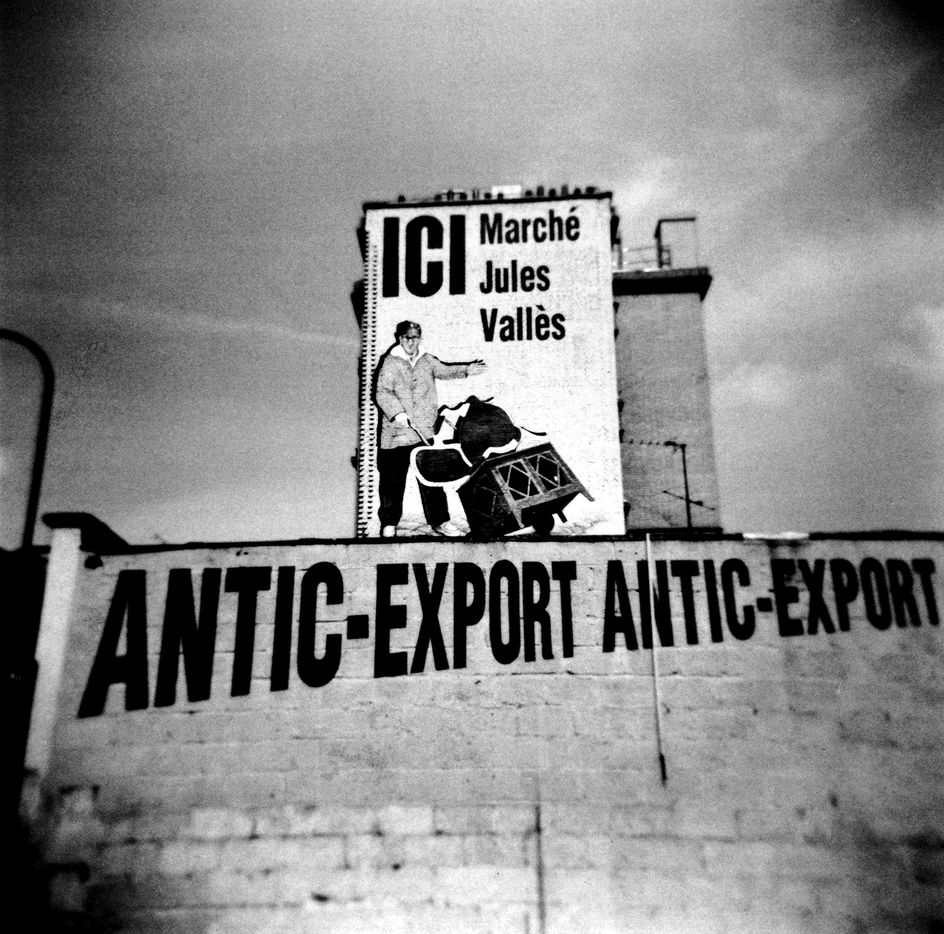 ICI Marché
Jules
Vallès
ANTIC-EXPORT ANTIC-EXPORT